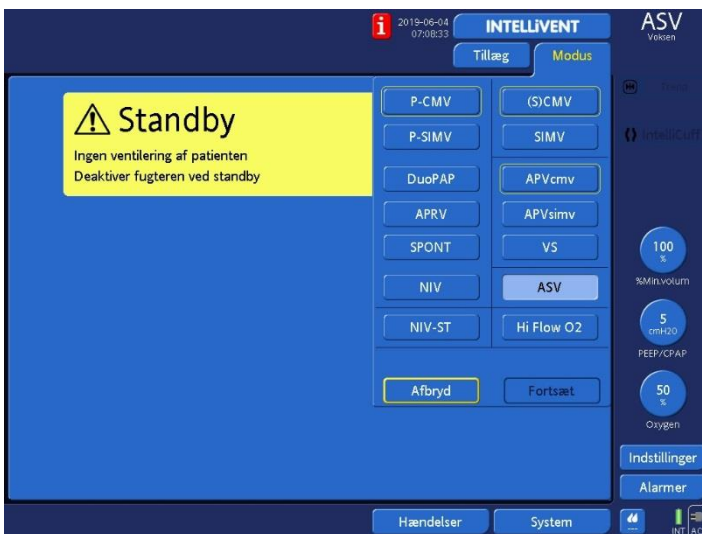 i
2019-06-04
07:08:33
INTELLiVENT
ASV
Voksen
Tillæg
Modus
Standby
Ingen ventilering af patienten
Deaktiver fugteren ved standby
P-CMV
(S)CMV
P-SIMV
SIMV
DuoPAP
APVcmv
APRV
APVsimv
SPONT
VS
NIV
ASV
NIV-ST
Hi Flow O2
Afbryd
Fortsæt
IntelliCuff
100
%
%Min.volum
5
cmH2O
PEEP/CPAP
50
%
Oxygen
Indstillinger
Alarmer
Hændelser
System
INT
AC